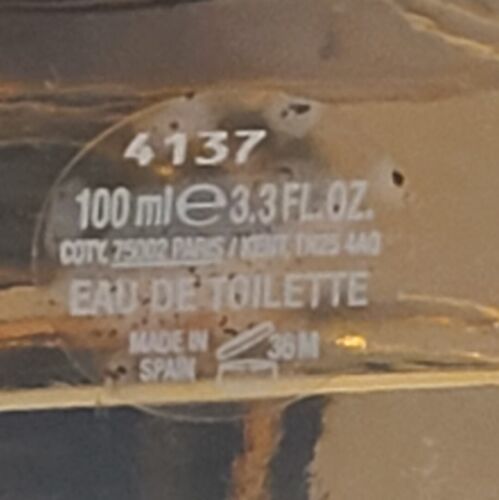 4137
100 ml ℮ 3.3 FL.OZ.
COTY, 75002 PARIS / KENT, TN25 4AQ
EAU DE TOILETTE
MADE IN 36M
SPAIN